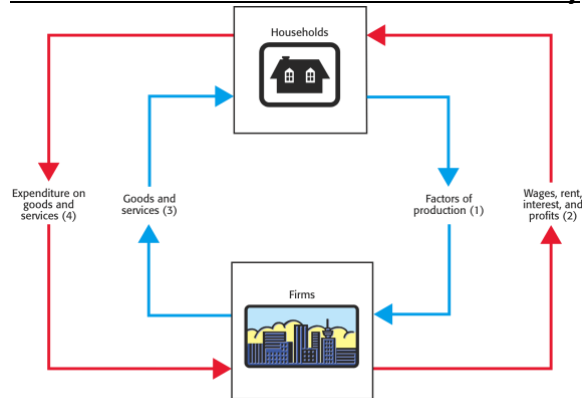 Households
Expenditure on
goods and
services (4)
Goods and
services (3)
Factors of
production (1)
Wages, rent,
interest, and
profits (2)
Firms